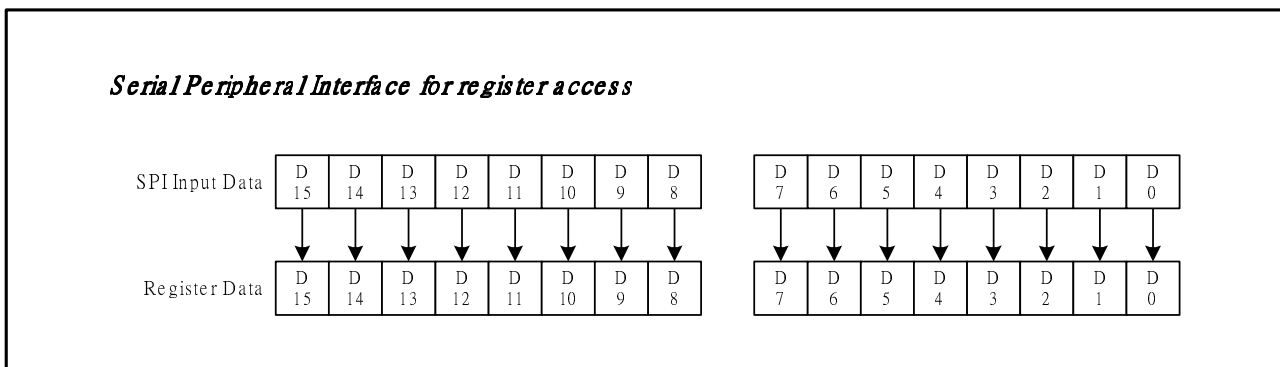 Serial Peripheral Interface for register access
SPI Input Data D 15 D 14 D 13 D 12 D 11 D 10 D 9 D 8 D 7 D 6 D 5 D 4 D 3 D 2 D 1 D 0
Register Data D 15 D 14 D 13 D 12 D 11 D 10 D 9 D 8 D 7 D 6 D 5 D 4 D 3 D 2 D 1 D 0